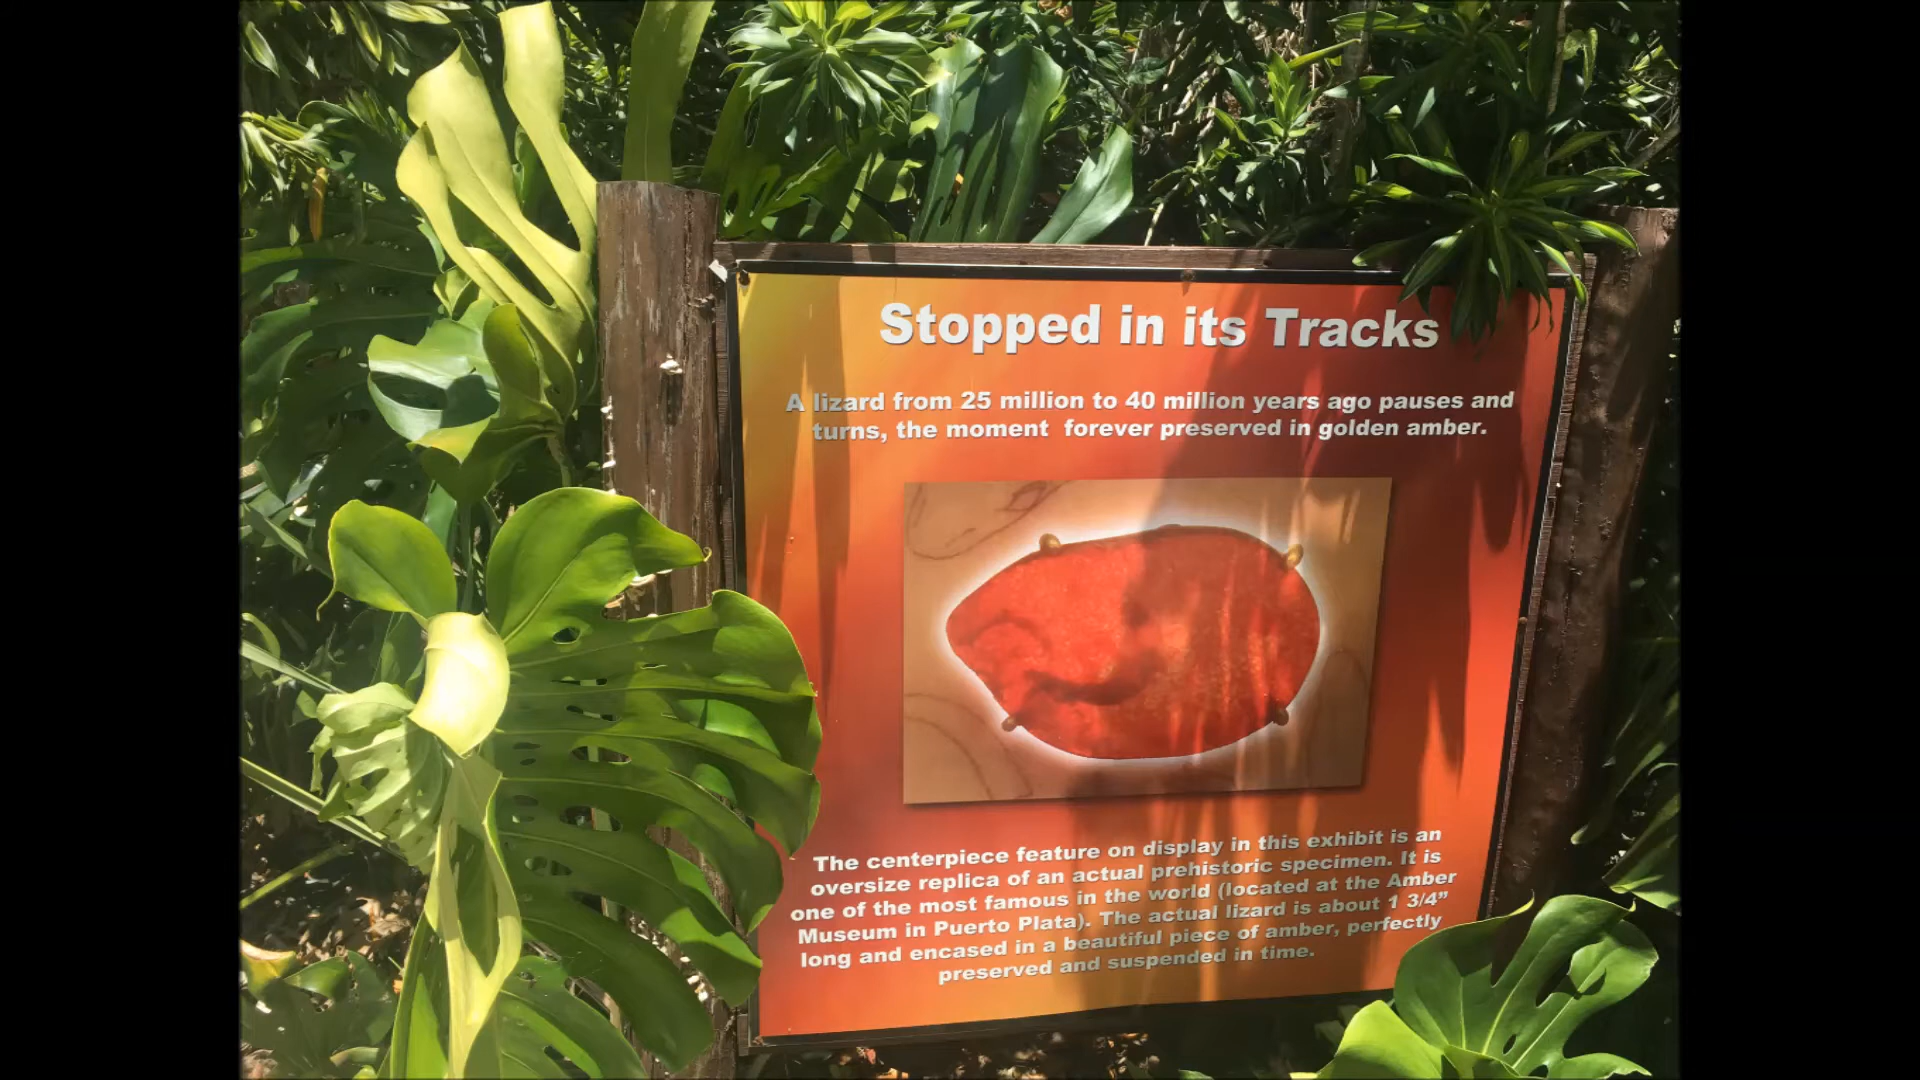 Stopped in its Tracks
A lizard from 25 million to 40 million years ago pauses and
turns, the moment forever preserved in golden amber.
The centerpiece feature on display in this exhibit is an
oversize replica of an actual prehistoric specimen. It is
one of the most famous in the world (located at the Amber
Museum in Puerto Plata). The actual lizard is about 1 3/4”
long and encased in a beautiful piece of amber, perfectly
preserved and suspended in time.